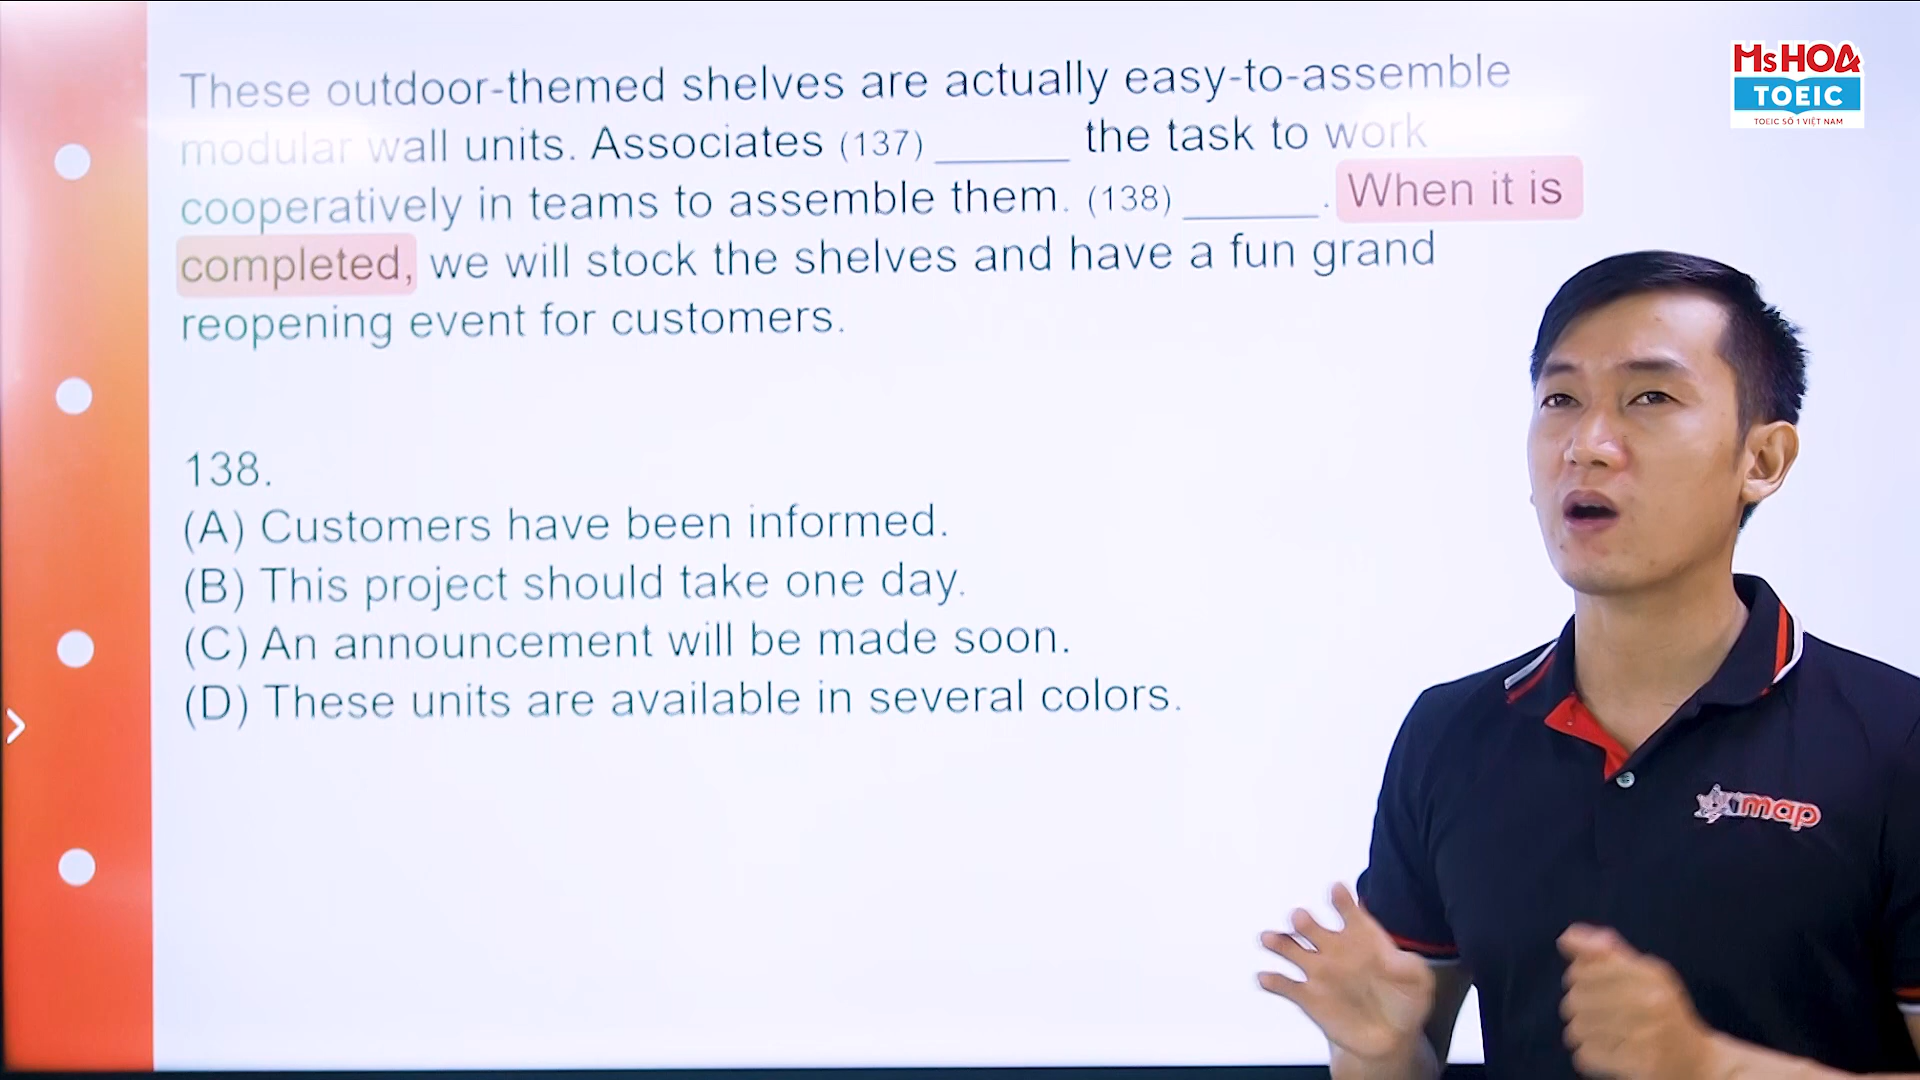 These outdoor-themed shelves are actually easy-to-assemble
modular wall units. Associates (137) ______ the task to work
cooperatively in teams to assemble them. (138) ______. When it is
completed, we will stock the shelves and have a fun grand
reopening event for customers.
138.
(A) Customers have been informed.
(B) This project should take one day.
(C) An announcement will be made soon.
(D) These units are available in several colors.
MsHOA
TOEIC
TOEIC SỐ 1 VIỆT NAM
imap